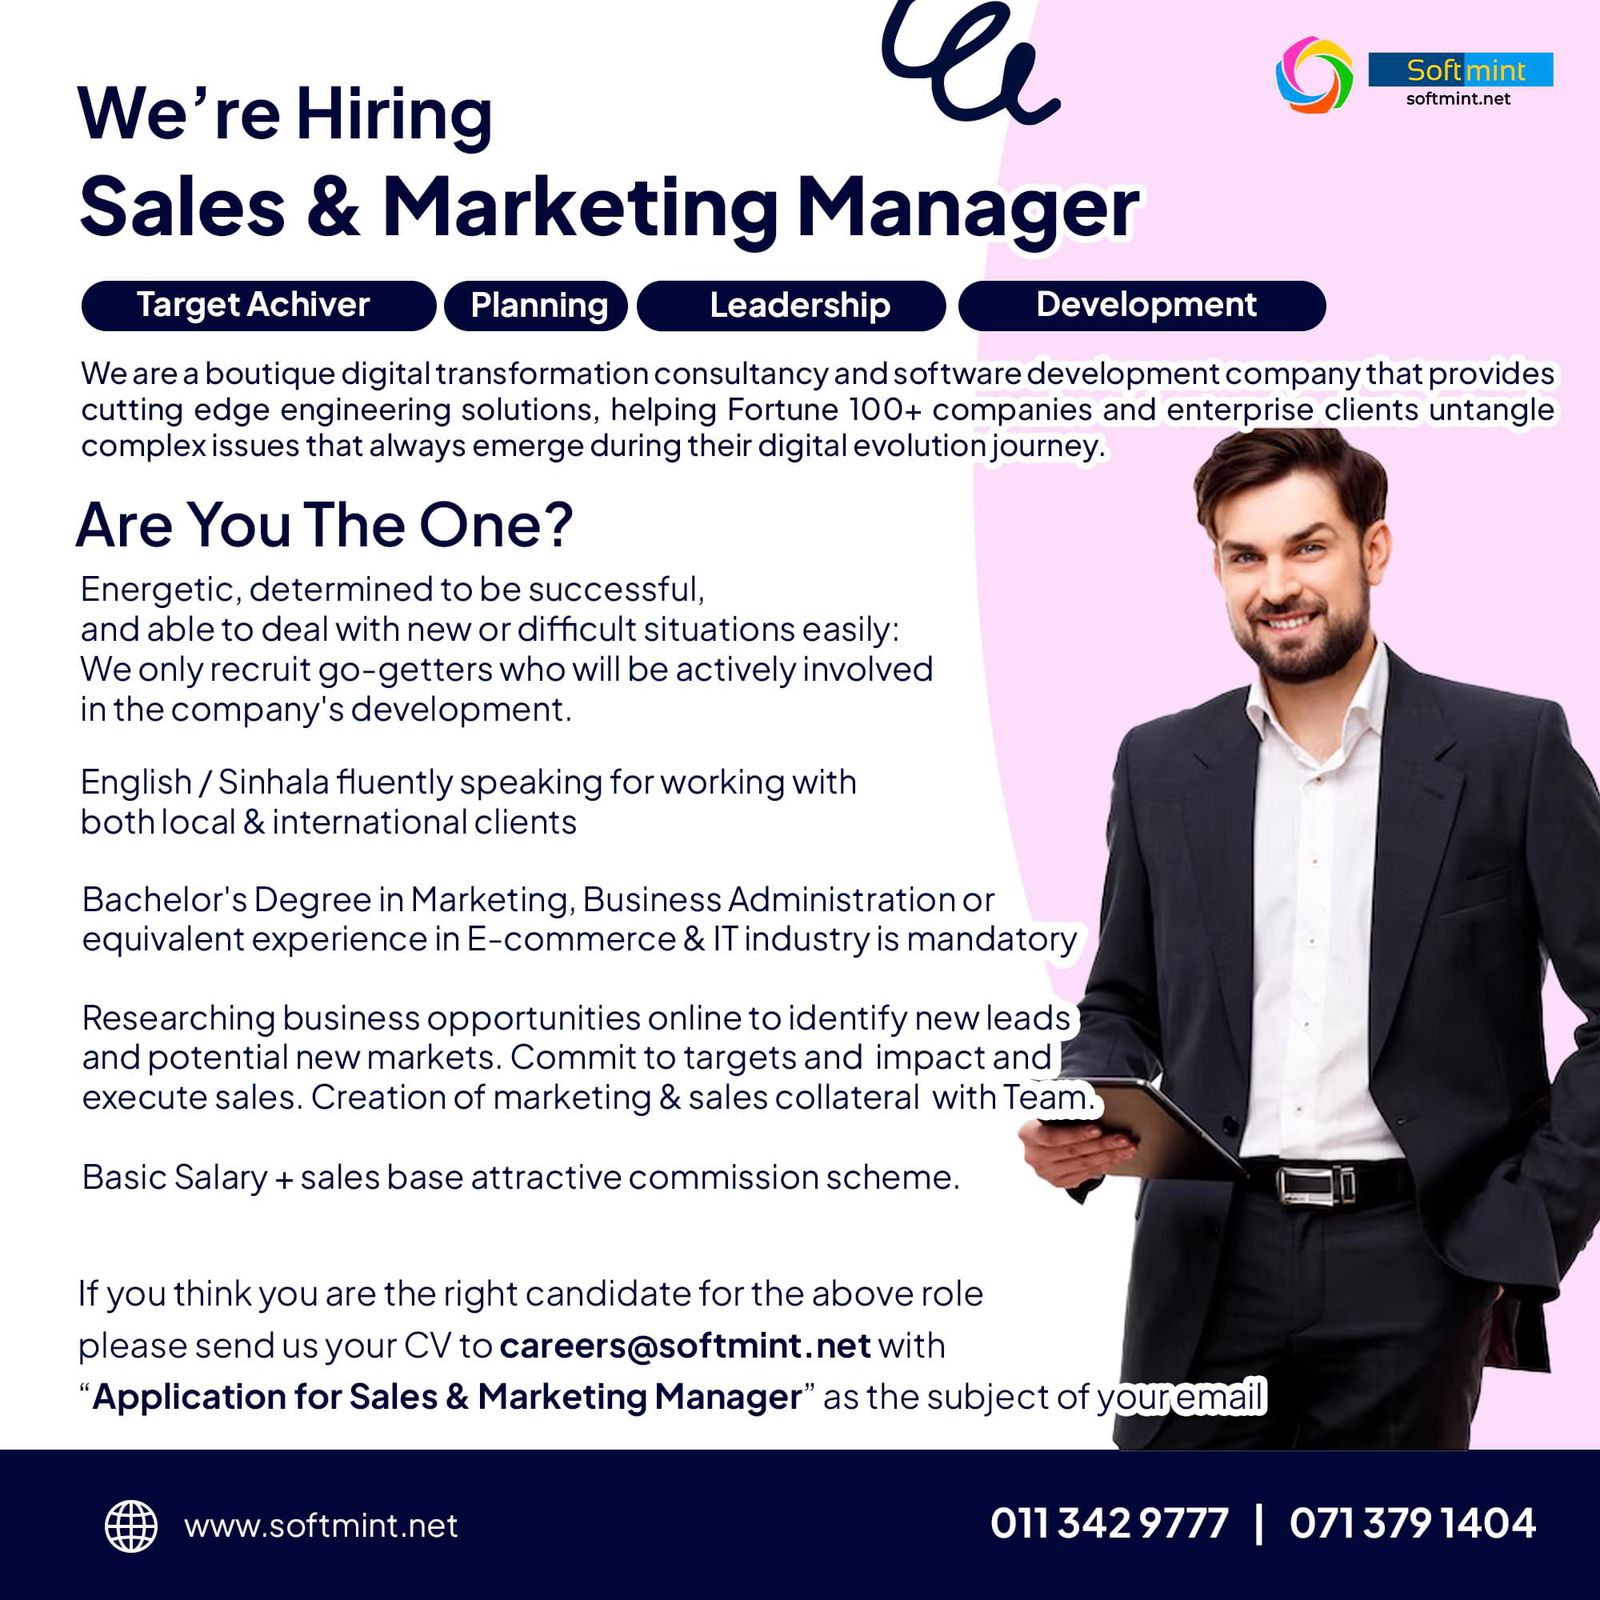 Softmint
softmint.net
We're Hiring
Sales & Marketing Manager
Target Achiver
Planning
Leadership
Development
We are a boutique digital transformation consultancy and software development company that provides
cutting edge engineering solutions, helping Fortune 100+ companies and enterprise clients untangle
complex issues that always emerge during their digital evolution journey.
Are You The One?
Energetic, determined to be successful,
and able to deal with new or difficult situations easily:
We only recruit go-getters who will be actively involved
in the company's development.
English / Sinhala fluently speaking for working with
both local & international clients
Bachelor's Degree in Marketing, Business Administration or
equivalent experience in E-commerce & IT industry is mandatory
Researching business opportunities online to identify new leads
and potential new markets. Commit to targets and impact and
execute sales. Creation of marketing & sales collateral with Team.
Basic Salary + sales base attractive commission scheme.
If you think you are the right candidate for the above role
please send us your CV to careers@softmint.net with
“Application for Sales & Marketing Manager” as the subject of your email
www.softmint.net
011 342 9777 | 071 379 1404